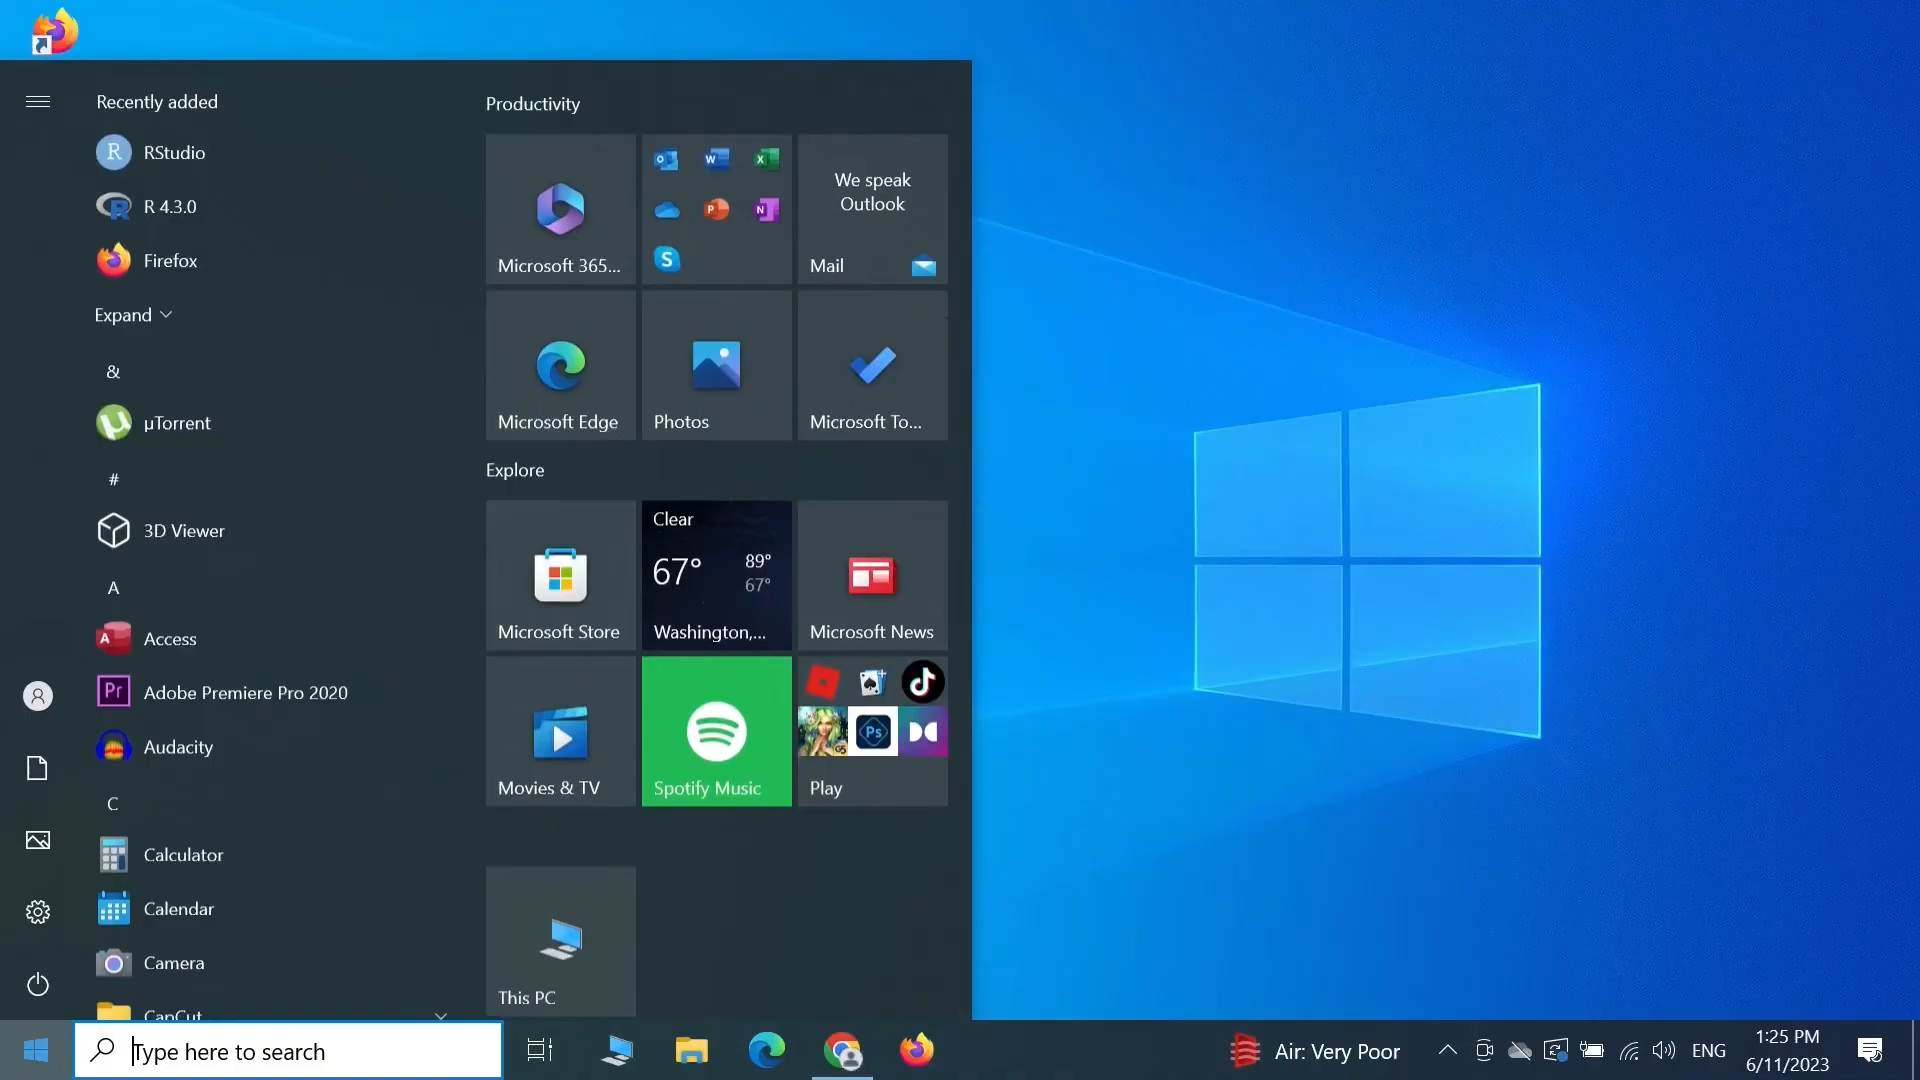 Recently added
RStudio
R 4.3.0
Firefox
Expand
&
µTorrent
#
3D Viewer
A
Access
Adobe Premiere Pro 2020
Audacity
C
Calculator
Calendar
Camera
CapCut
Productivity
Microsoft 365...
We speak
Outlook
Mail
Microsoft Edge
Photos
Microsoft To...
Explore
Microsoft Store
Clear
67° 89°
67°
Washington,...
Microsoft News
Movies & TV
Spotify Music
Play
This PC
Type here to search
Air: Very Poor
ENG
1:25 PM
6/11/2023